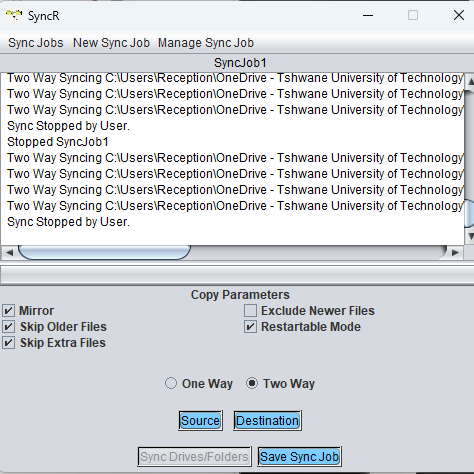 SyncR
Sync Jobs New Sync Job Manage Sync Job
SyncJob1
Two Way Syncing C:\Users\Reception\OneDrive - Tshwane University of Technology
Two Way Syncing C:\Users\Reception\OneDrive - Tshwane University of Technology
Two Way Syncing C:\Users\Reception\OneDrive - Tshwane University of Technology
Sync Stopped by User.
Stopped SyncJob1
Two Way Syncing C:\Users\Reception\OneDrive - Tshwane University of Technology
Two Way Syncing C:\Users\Reception\OneDrive - Tshwane University of Technology
Two Way Syncing C:\Users\Reception\OneDrive - Tshwane University of Technology
Two Way Syncing C:\Users\Reception\OneDrive - Tshwane University of Technology
Sync Stopped by User.
Copy Parameters
Mirror Exclude Newer Files
Skip Older Files Restartable Mode
Skip Extra Files
One Way Two Way
Source Destination
Sync Drives/Folders Save Sync Job